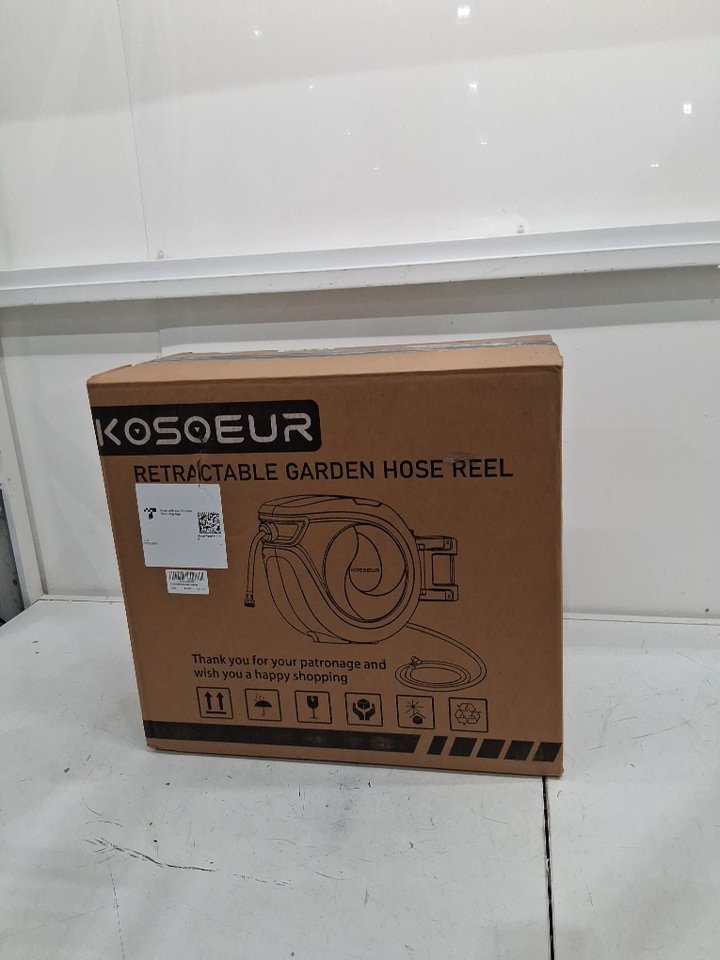 KOSOEUR
RETRACTABLE GARDEN HOSE REEL
KOSOEUR
Thank you for your patronage and
wish you a happy shopping